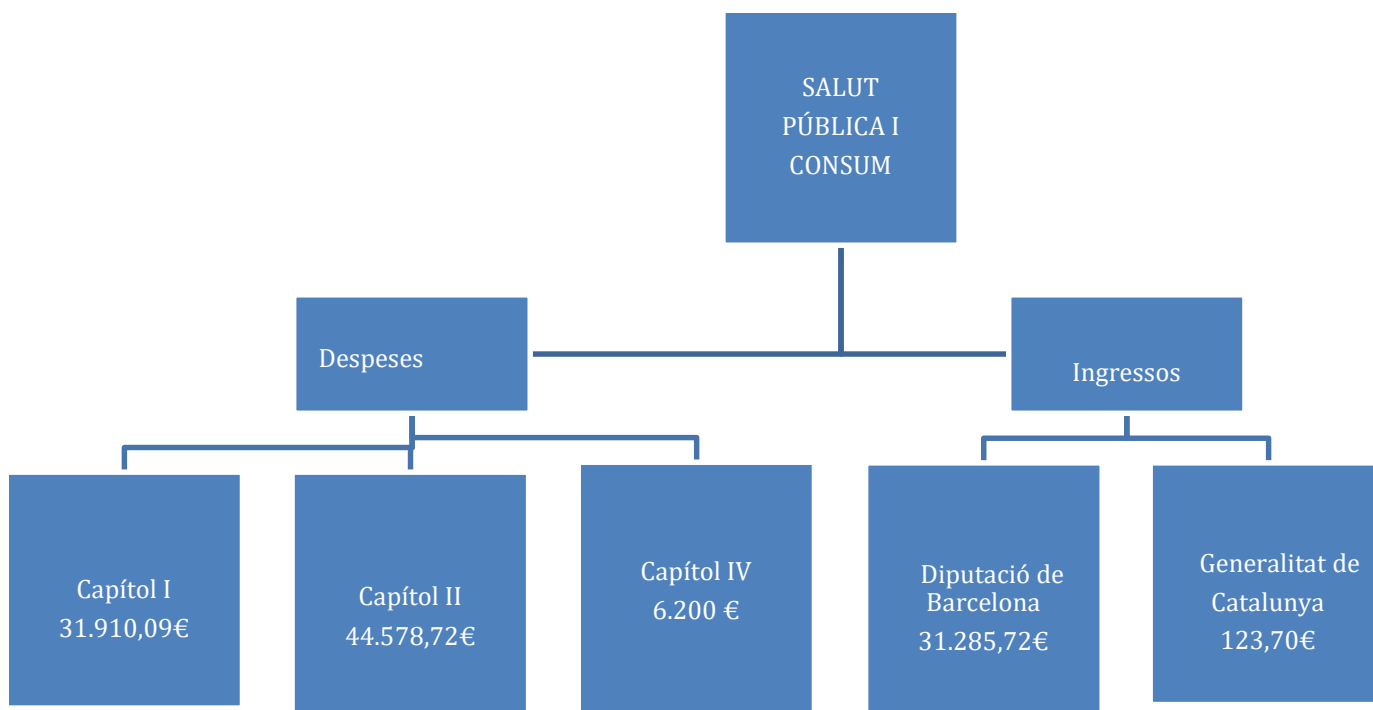 SALUT
PÚBLICA I
CONSUM
Despeses
Ingressos
Capítol I
31.910,09€
Capítol II
44.578,72€
Capítol IV
6.200 €
Diputació de
Barcelona
31.285,72€
Generalitat de
Catalunya
123,70€